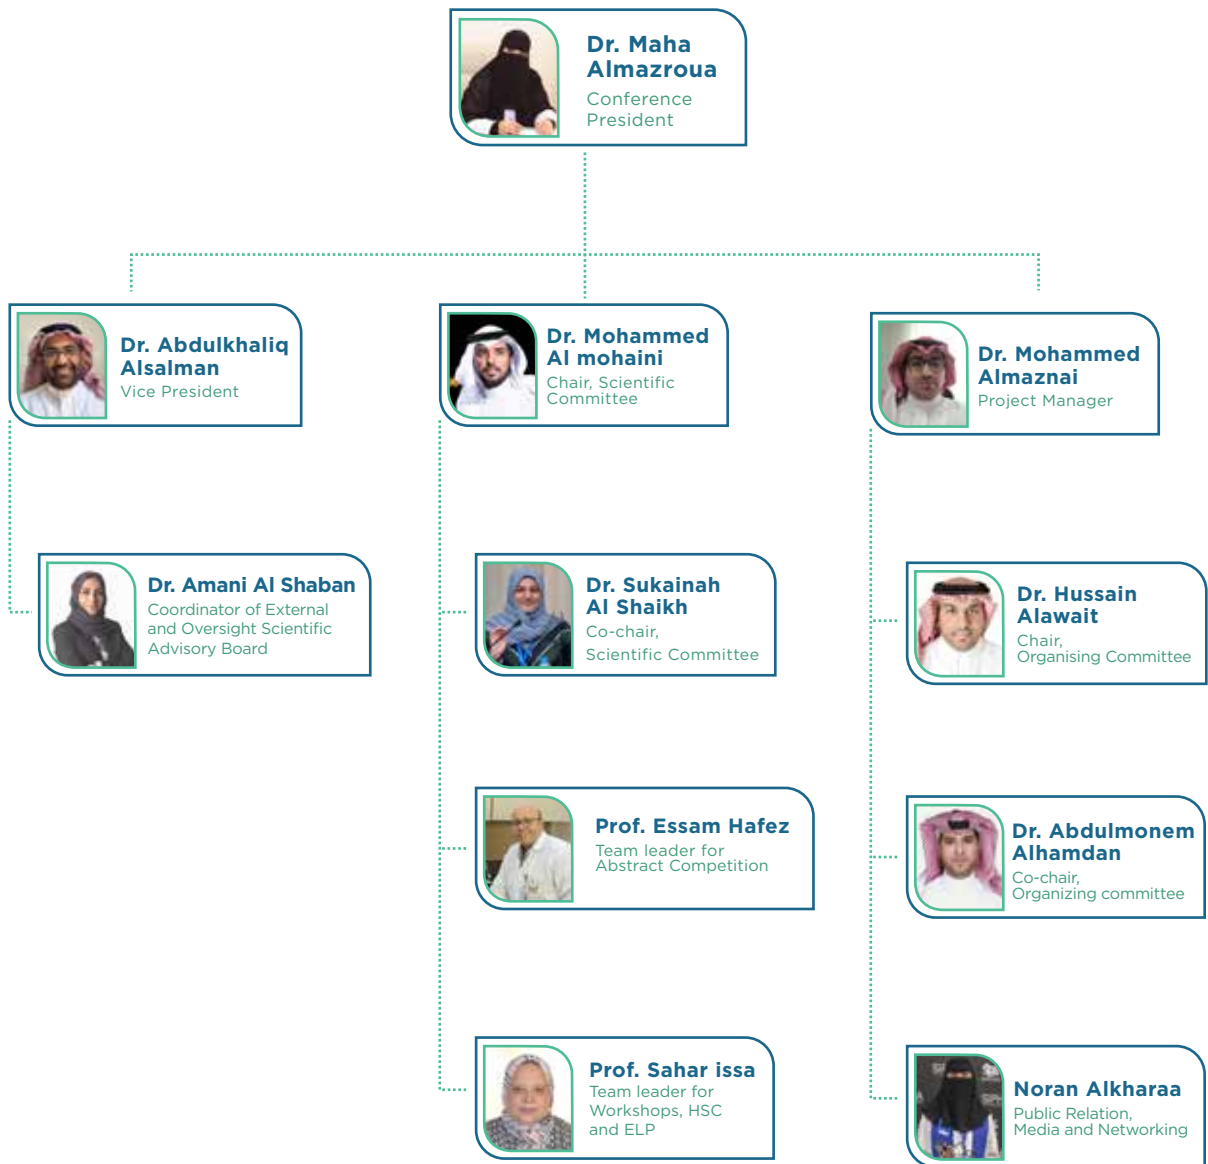 Dr. Maha
Almazroua
Conference
President
Dr. Abdulkhaliq
Alsalman
Vice President
Dr. Mohammed
Al mohaini
Chair, Scientific
Committee
Dr. Mohammed
Almaznai
Project Manager
Dr. Amani Al Shaban
Coordinator of External
and Oversight Scientific
Advisory Board
Dr. Sukainah
Al Shaikh
Co-chair,
Scientific Committee
Dr. Hussain
Alawait
Chair,
Organising Committee
Prof. Essam Hafez
Team leader for
Abstract Competition
Dr. Abdulmonem
Alhamdan
Co-chair,
Organizing committee
Prof. Sahar issa
Team leader for
Workshops, HSC
and ELP
Noran Alkharaa
Public Relation,
Media and Networking